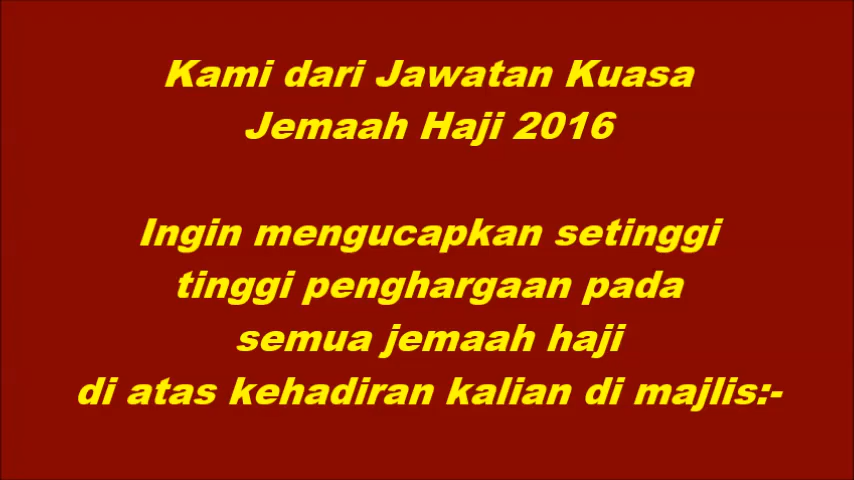 Kami dari Jawatan Kuasa
Jemaah Haji 2016
Ingin mengucapkan setinggi
tinggi penghargaan pada
semua jemaah haji
di atas kehadiran kalian di majlis:-